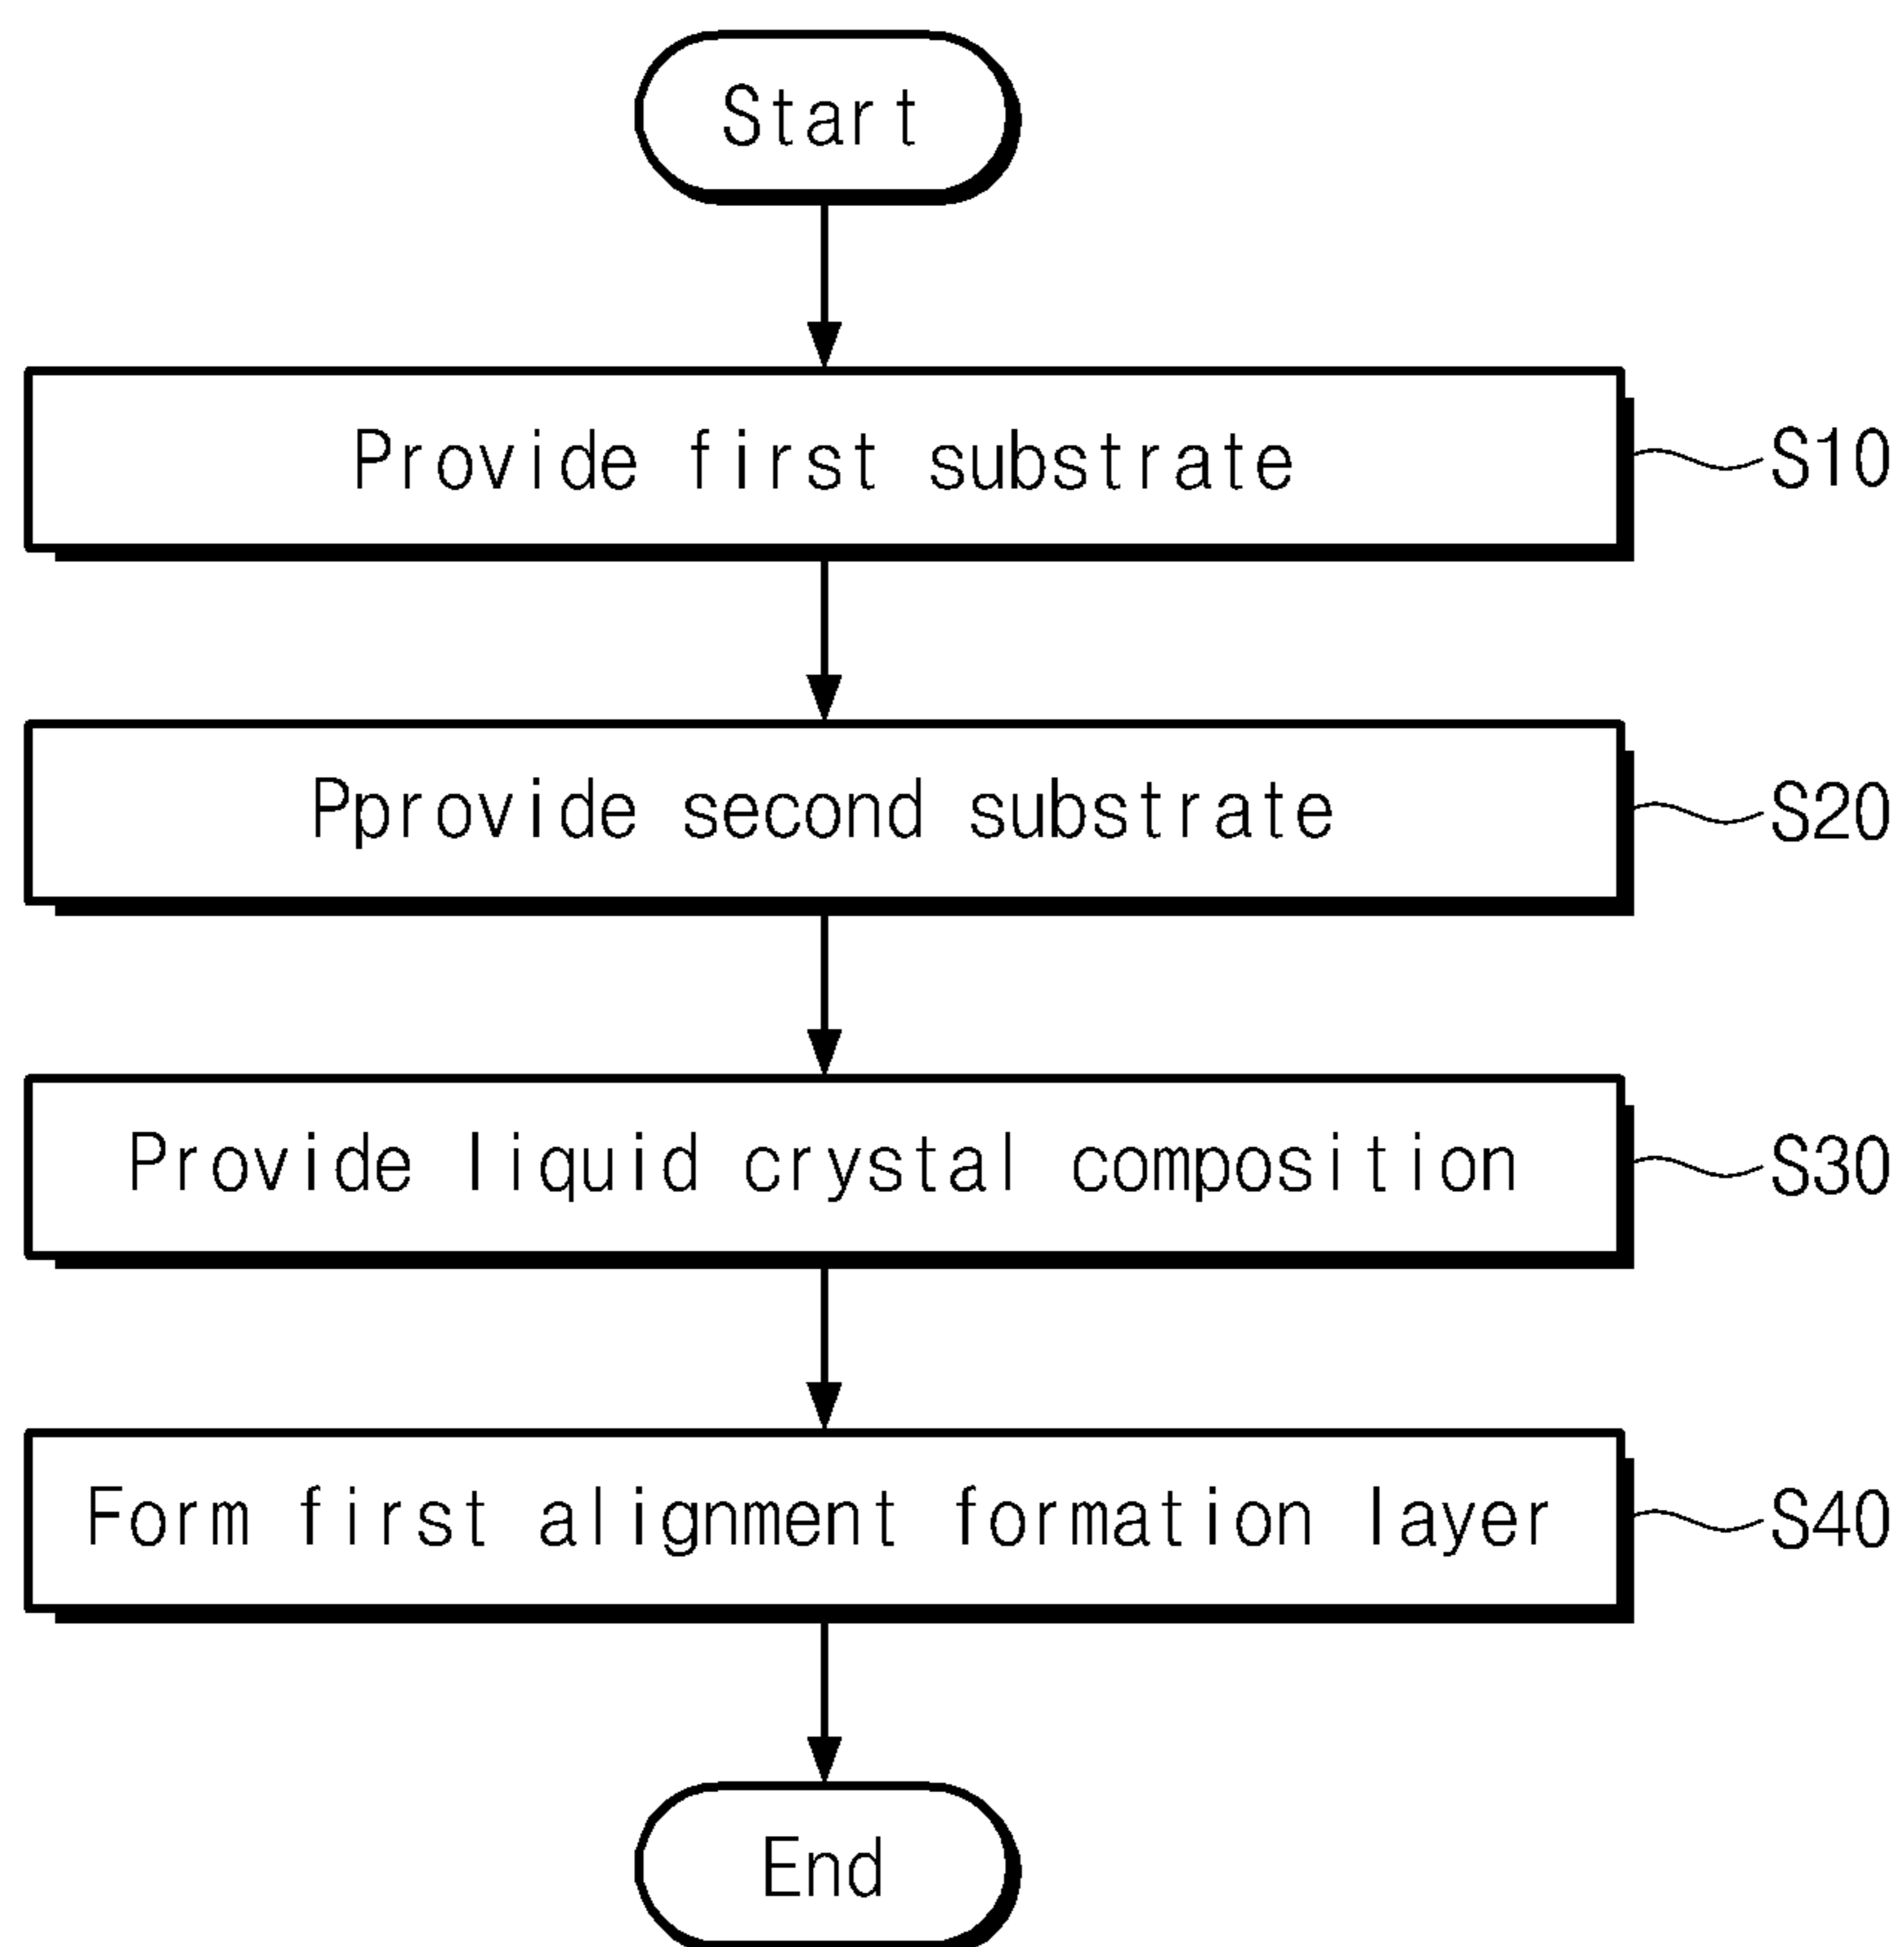 Start
Provide first substrate
S10
Pprovide second substrate
S20
Provide liquid crystal composition
S30
Form first alignment formation layer
S40
End